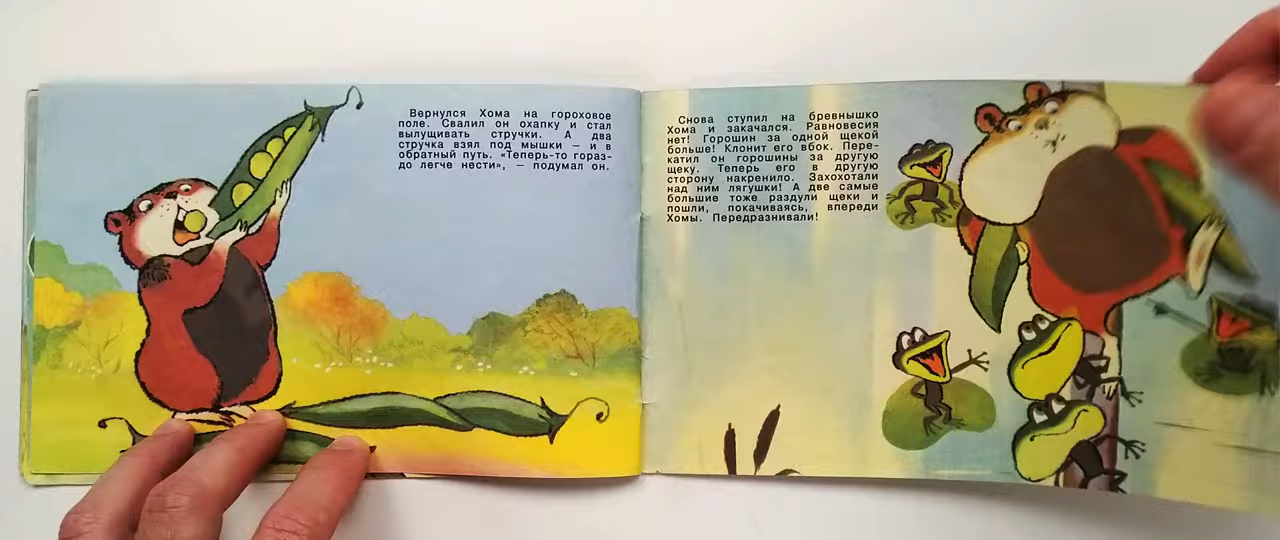 Вернулся Хома на гороховое
поле. Свалил он охапку и стал
вылущивать стручки. А два
стручка взял под мышки — и в
обратный путь. «Теперь-то гораз-
до легче нести», — подумал он.
Снова ступил на бревнышко
Хома и закачался. Равновесия
нет! Горошин за одной щекой
больше! Клонит его вбок. Пере-
катил он горошины за другую
щеку. Теперь его в другую
сторону накренило. Захохотали
над ним лягушки! А две самые
большие тоже раздули щеки и
пошли, покачиваясь, впереди
Хомы. Передразнивали!